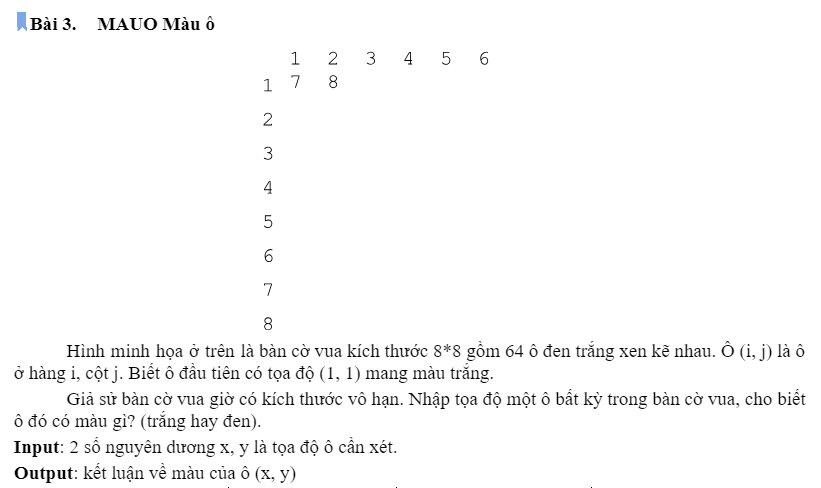 Bài 3. MAUO Màu ô
1 2 3 4 5 6
1 7 8
2
3
4
5
6
7
8
Hình minh họa ở trên là bàn cờ vua kích thước 8*8 gồm 64 ô đen trắng xen kẽ nhau. Ô (i, j) là ô
ở hàng i, cột j. Biết ô đầu tiên có tọa độ (1, 1) mang màu trắng.
Giả sử bàn cờ vua giờ có kích thước vô hạn. Nhập tọa độ một ô bất kỳ trong bàn cờ vua, cho biết
ô đó có màu gì? (trắng hay đen).
Input: 2 số nguyên dương x, y là tọa độ ô cần xét.
Output: kết luận về màu của ô (x, y)